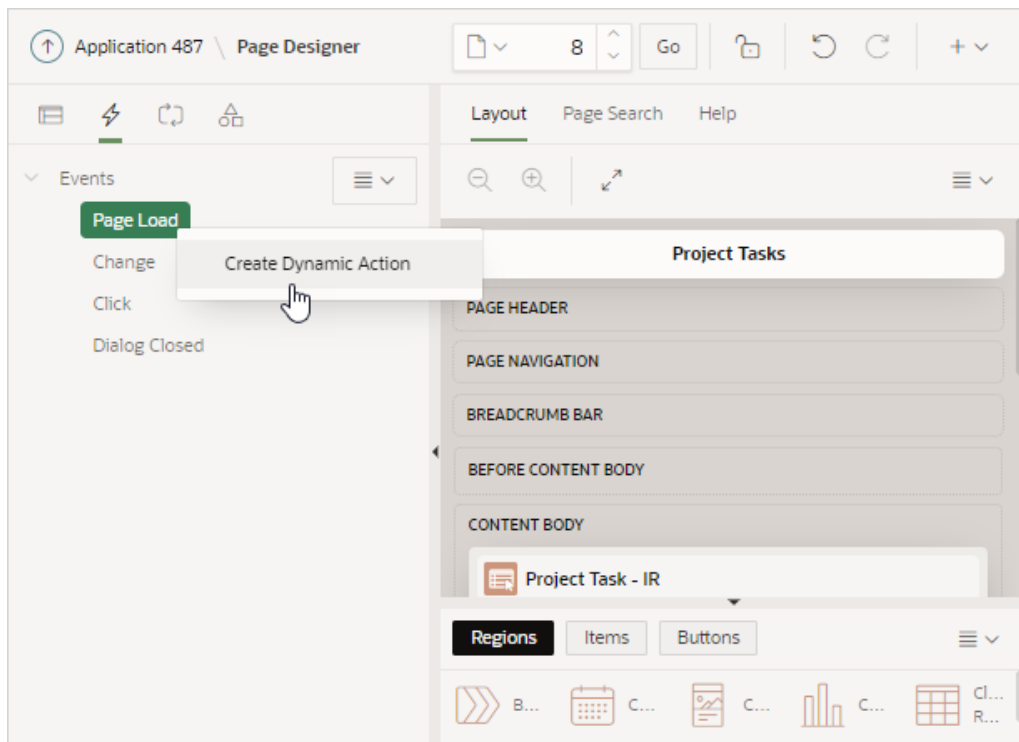 Application 487 \ Page Designer
8
Go
Layout Page Search Help
Events
Page Load
Change
Click
Dialog Closed
Create Dynamic Action
Project Tasks
PAGE HEADER
PAGE NAVIGATION
BREADCRUMB BAR
BEFORE CONTENT BODY
CONTENT BODY
Project Task - IR
Regions Items Buttons
B... C... C... C... Cl...
R...